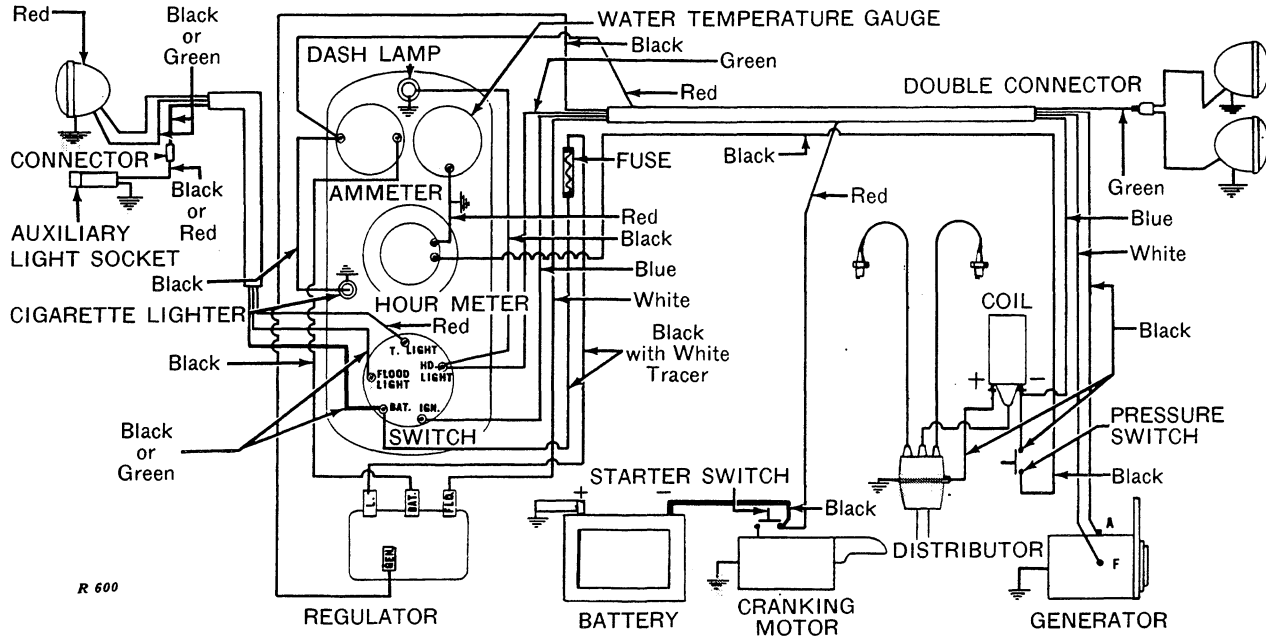 Red
Black
or
Green
WATER TEMPERATURE GAUGE
Black
DASH LAMP
Green
DOUBLE CONNECTOR
Red
CONNECTOR
FUSE
Black
Black
or
Red
AMMETER
Red
Green
AUXILIARY
LIGHT SOCKET
Red
Black
Blue
Blue
White
Black
CIGARETTE LIGHTER
HOUR METER
White
COIL
Red
Black
with White
Tracer
Black
Black
T. LIGHT
HD.
LIGHT
FLOOD
LIGHT
+ -
BAT. IGN.
SWITCH
PRESSURE
SWITCH
Black
or
Green
STARTER SWITCH
Black
L. BAT. FLD.
+ -
Black
GEN.
DISTRIBUTOR
A
F
R 600
REGULATOR
BATTERY
CRANKING
MOTOR
GENERATOR